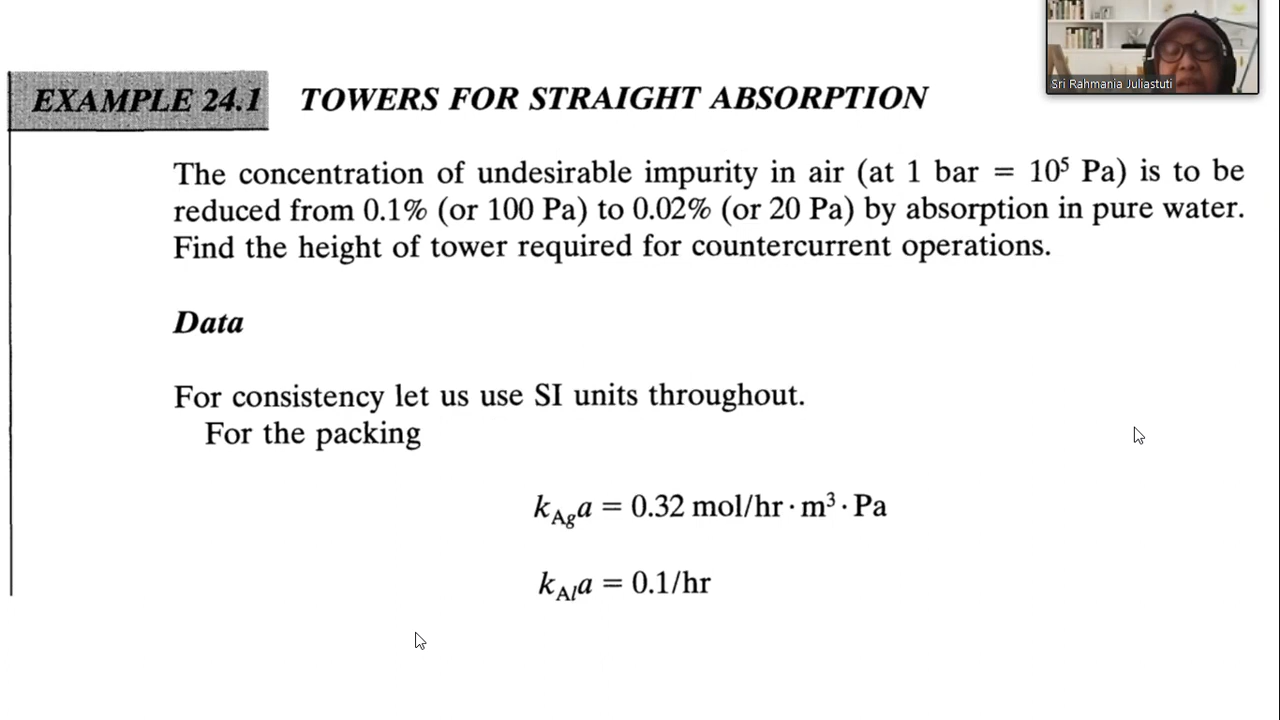 Sri Rahmania Juliastuti
EXAMPLE 24.1 TOWERS FOR STRAIGHT ABSORPTION
The concentration of undesirable impurity in air (at 1 bar = 10⁵ Pa) is to be
reduced from 0.1% (or 100 Pa) to 0.02% (or 20 Pa) by absorption in pure water.
Find the height of tower required for countercurrent operations.
Data
For consistency let us use SI units throughout.
For the packing
k_Ag a = 0.32 mol/hr · m³ · Pa
k_Al a = 0.1/hr